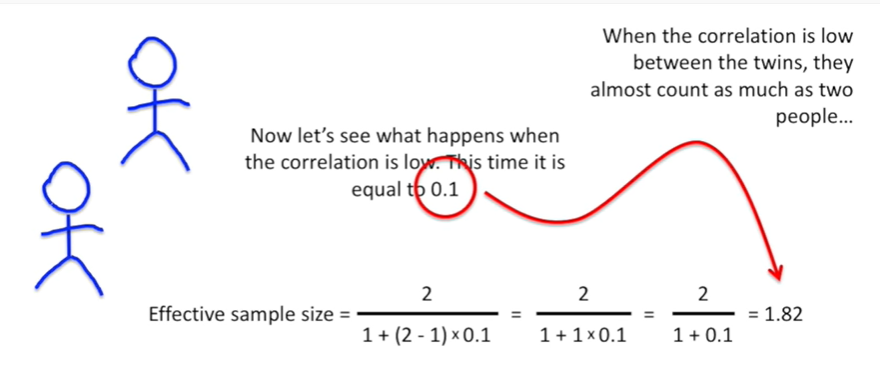 When the correlation is low
between the twins, they
almost count as much as two
people...
Now let's see what happens when
the correlation is low. This time it is
equal to 0.1
Effective sample size = 2 / 1 + (2 - 1) × 0.1 = 2 / 1 + 1 × 0.1 = 2 / 1 + 0.1 = 1.82